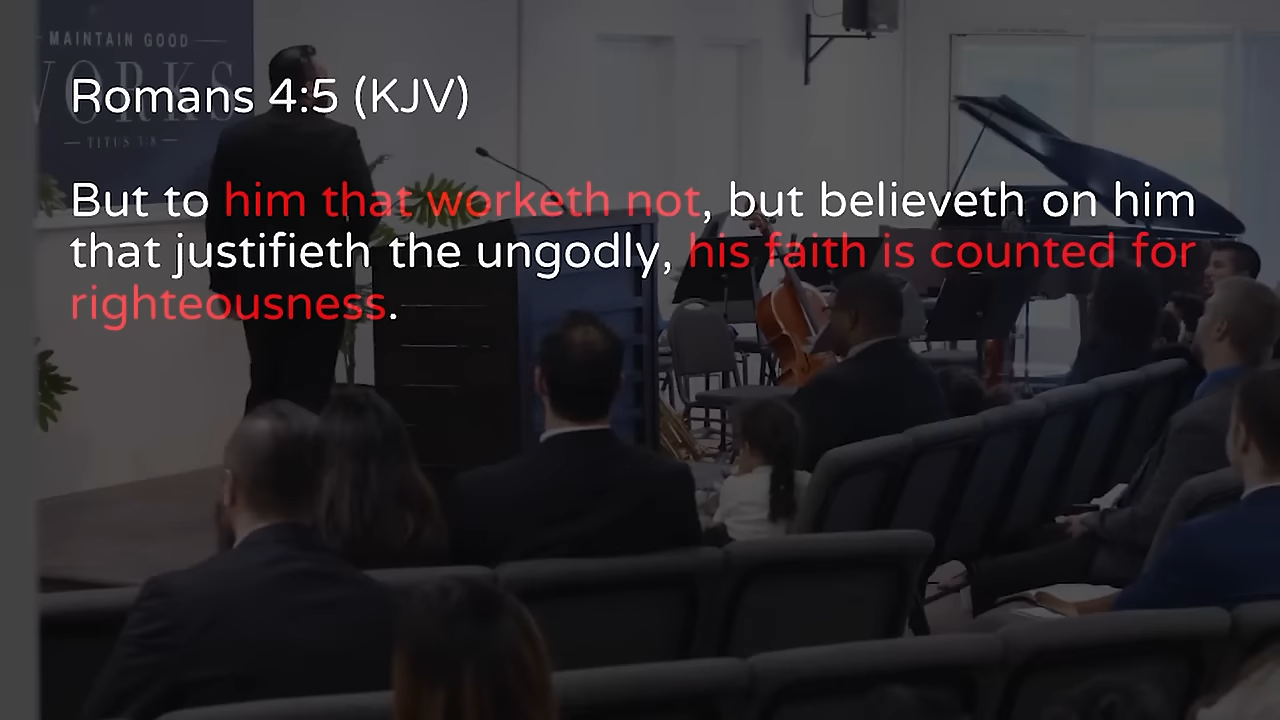 MAINTAIN GOOD
WORKS
TITUS 3:8
Romans 4:5 (KJV)
But to him that worketh not, but believeth on him
that justifieth the ungodly, his faith is counted for
righteousness.